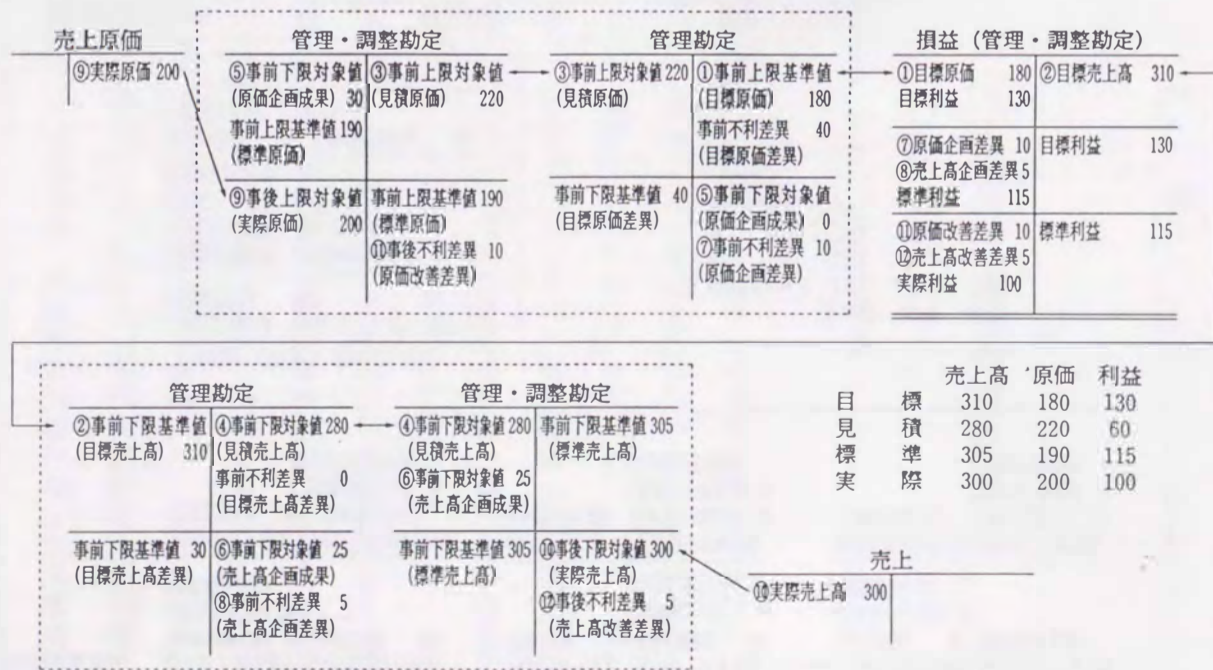 売上原価
⑨実際原価 200
管理・調整勘定
⑤事前下限対象値
(原価企画成果) 30
事前上限基準値 190
(標準原価)
③事前上限対象値
(見積原価) 220
⑨事後上限対象値
(実際原価) 200
事前上限基準値 190
(標準原価)
⑪事後不利差異 10
(原価改善差異)
管理勘定
③事前上限対象値 220
(見積原価)
①事前上限基準値
(目標原価) 180
事前不利差異 40
(目標原価差異)
事前下限基準値 40
(目標原価差異)
⑤事前下限対象値
(原価企画成果) 0
⑦事前不利差異 10
(原価企画差異)
損益（管理・調整勘定）
①目標原価 180
目標利益 130
②目標売上高 310
⑦原価企画差異 10
⑧売上高企画差異 5
標準利益 115
目標利益 130
⑪原価改善差異 10
⑫売上高改善差異 5
実際利益 100
標準利益 115
管理勘定
②事前下限基準値
(目標売上高) 310
④事前下限対象値 280
(見積売上高)
事前不利差異 0
(目標売上高差異)
事前下限基準値 30
(目標売上高差異)
⑥事前下限対象値 25
(売上高企画成果)
⑧事前不利差異 5
(売上高企画差異)
管理・調整勘定
④事前下限対象値 280
(見積売上高)
⑥事前下限対象値 25
(売上高企画成果)
事前下限基準値 305
(標準売上高)
事前下限基準値 305
(標準売上高)
⑩事後下限対象値 300
(実際売上高)
⑫事後不利差異 5
(売上高改善差異)
売上高 原価 利益
目標 310 180 130
見積 280 220 60
標準 305 190 115
実際 300 200 100
売上
⑩実際売上高 300